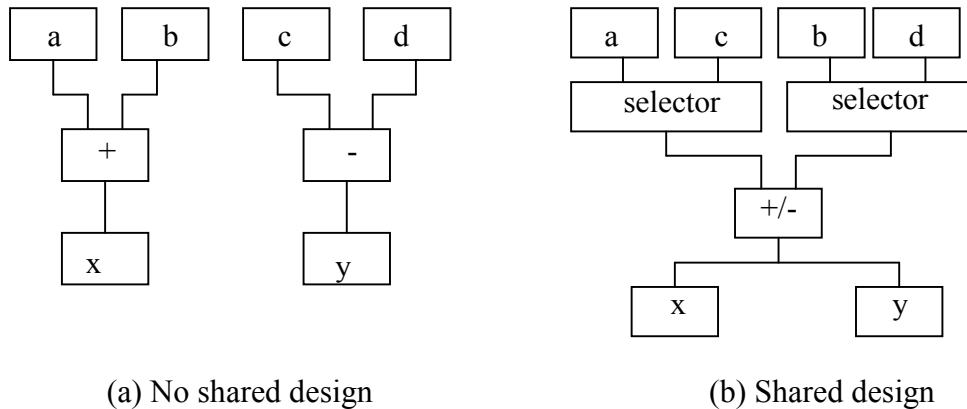 a b c d
+ -
x y
(a) No shared design
a c b d
selector selector
+/-
x y
(b) Shared design